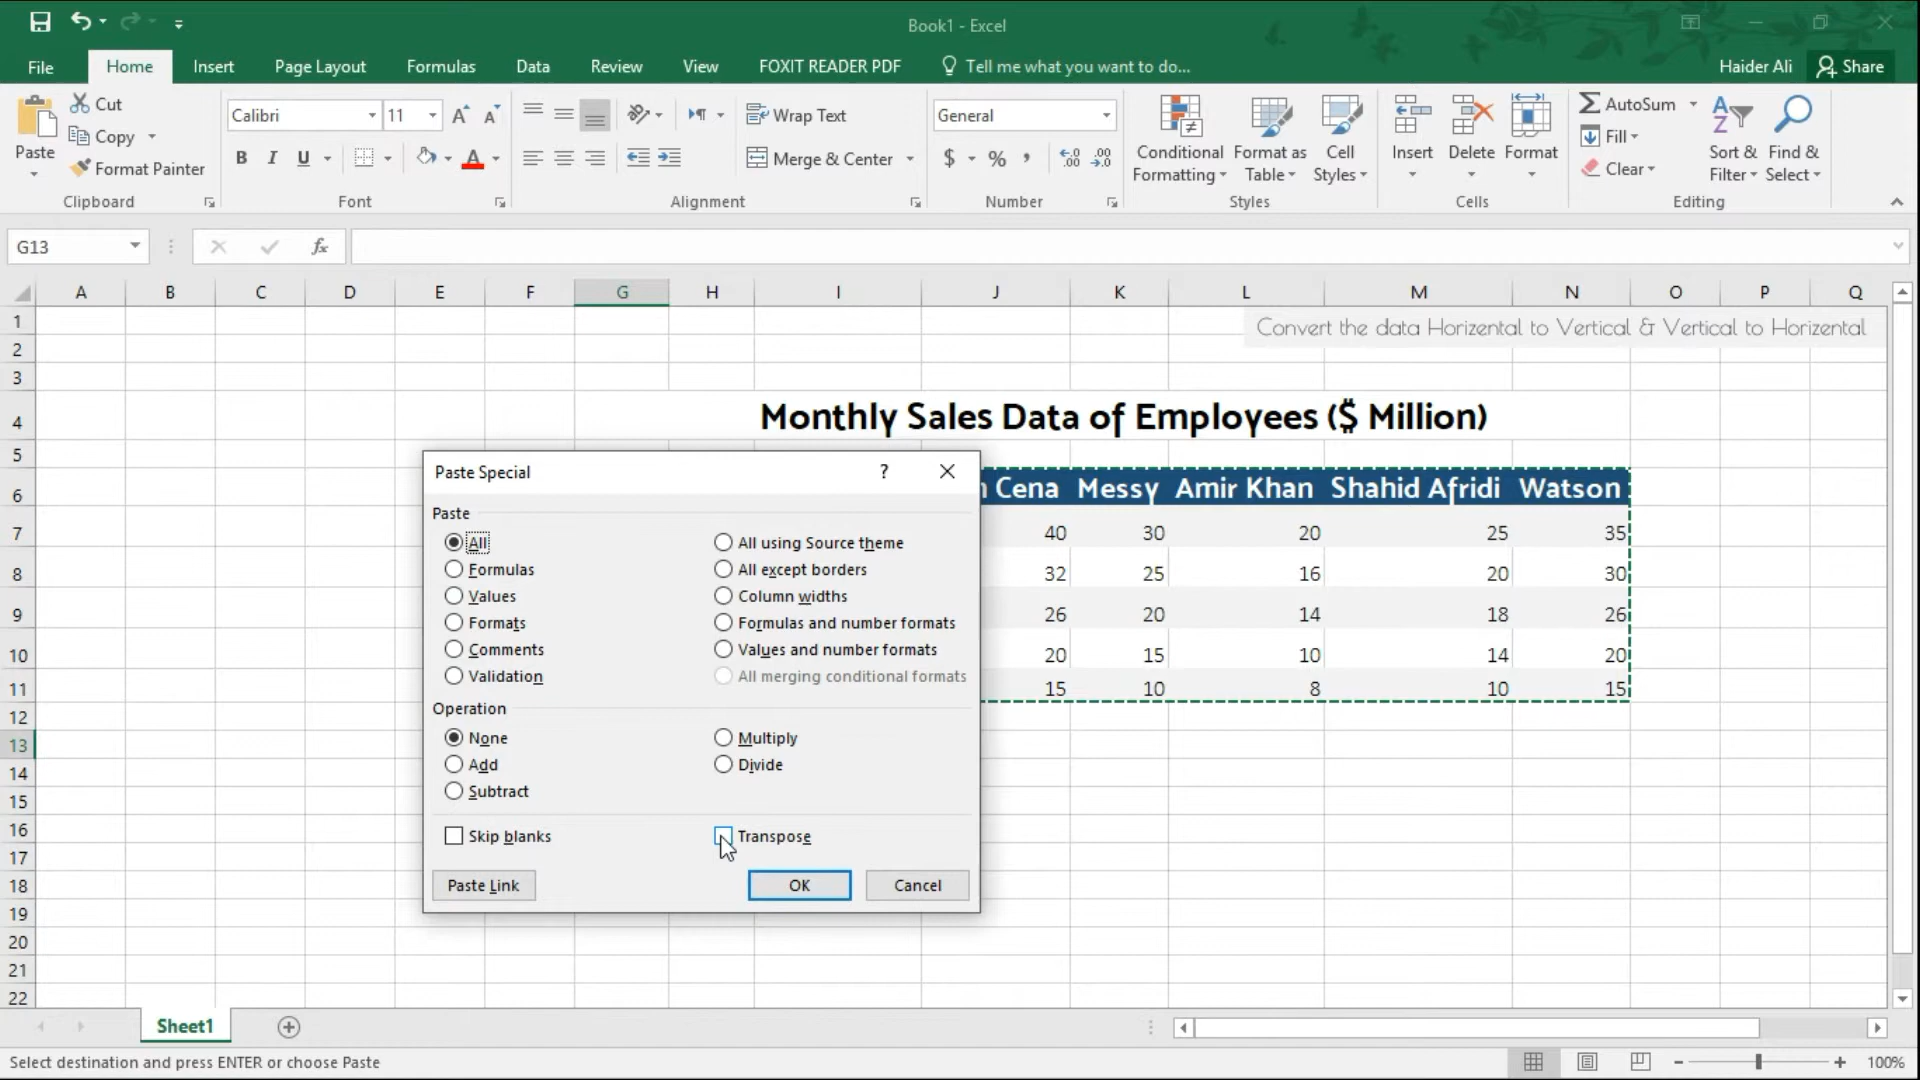 Book1 - Excel
File Home Insert Page Layout Formulas Data Review View FOXIT READER PDF Tell me what you want to do... Haider Ali Share
Paste
Cut
Copy
Format Painter
Clipboard
Calibri 11
A A
B I U A
Font
Wrap Text
Merge & Center
Alignment
General
$ % ,
.00 .00
Number
Conditional Formatting
Format as Table
Cell Styles
Styles
Insert Delete Format
Cells
AutoSum
Fill
Clear
Sort & Filter
Find & Select
Editing
G13 fx
A B C D E F G H I J K L M N O P Q
1
Convert the data Horizental to Vertical & Vertical to Horizental
2
3
4 Monthly Sales Data of Employees ($ Million)
5
6 Cena Messy Amir Khan Shahid Afridi Watson
7 40 30 20 25 35
8 32 25 16 20 30
9 26 20 14 18 26
10 20 15 10 14 20
11 15 10 8 10 15
12
13
14
15
16
17
18
19
20
21
22
Paste Special ?
Paste
All All using Source theme
Formulas All except borders
Values Column widths
Formats Formulas and number formats
Comments Values and number formats
Validation All merging conditional formats
Operation
None Multiply
Add Divide
Subtract
Skip blanks Transpose
Paste Link OK Cancel
Sheet1
Select destination and press ENTER or choose Paste 100%